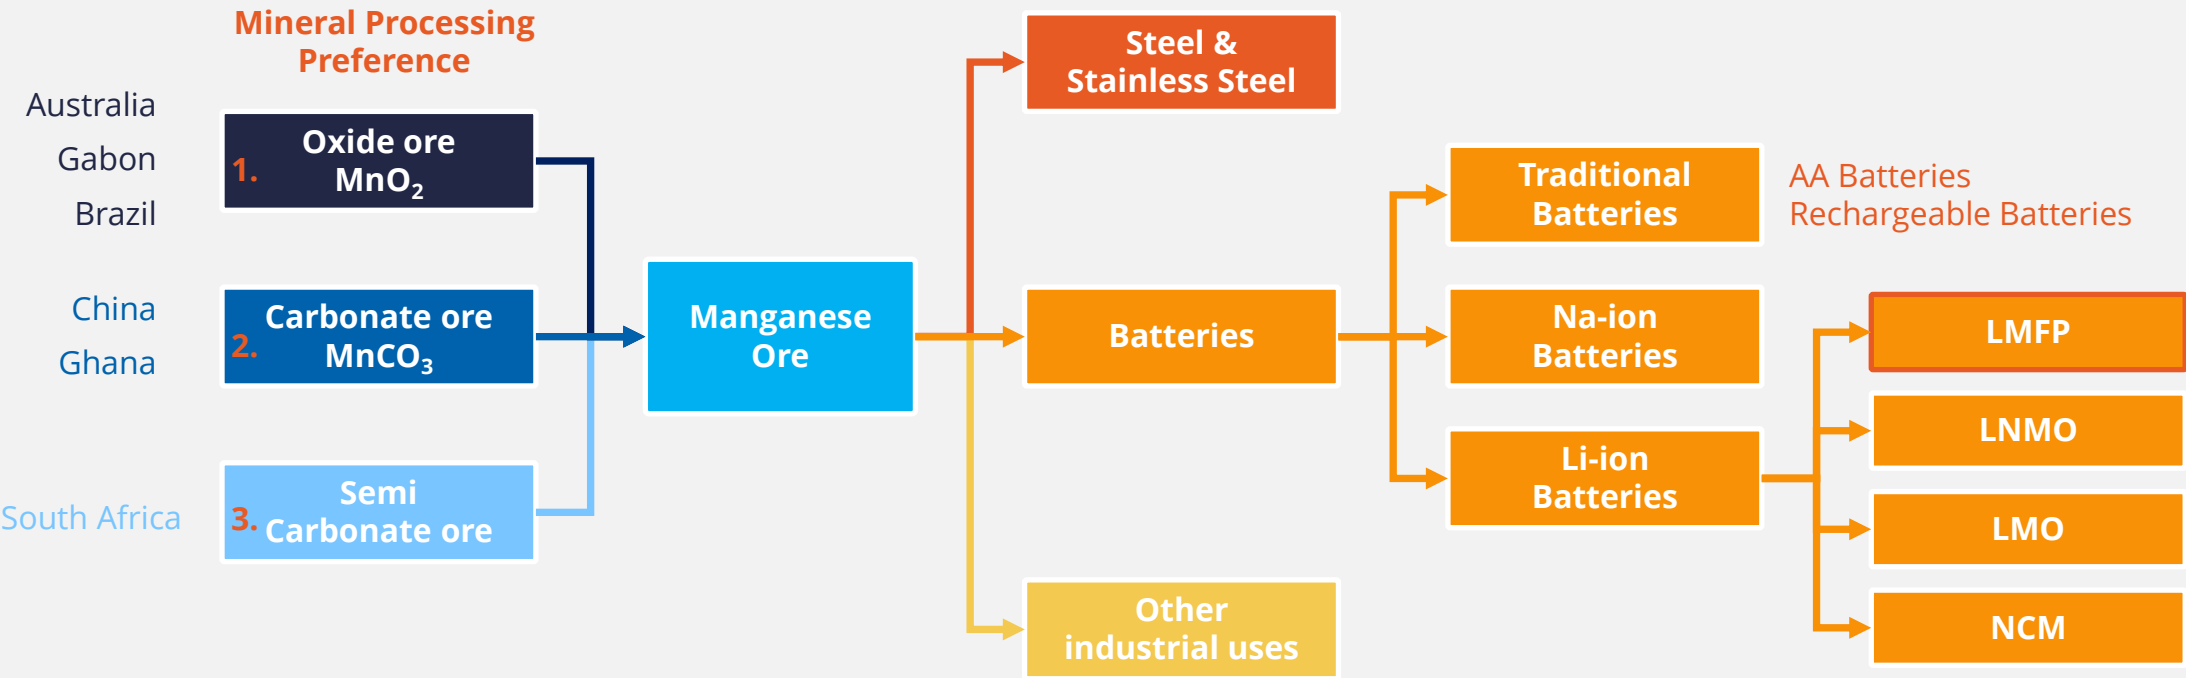 Mineral Processing
Preference
Australia
Gabon
Brazil
1.
Oxide ore
MnO₂
China
Ghana
2.
Carbonate ore
MnCO₃
South Africa
3.
Semi
Carbonate ore
Manganese
Ore
Steel &
Stainless Steel
Batteries
Other
industrial uses
Traditional
Batteries
AA Batteries
Rechargeable Batteries
Na-ion
Batteries
Li-ion
Batteries
LMFP
LNMO
LMO
NCM